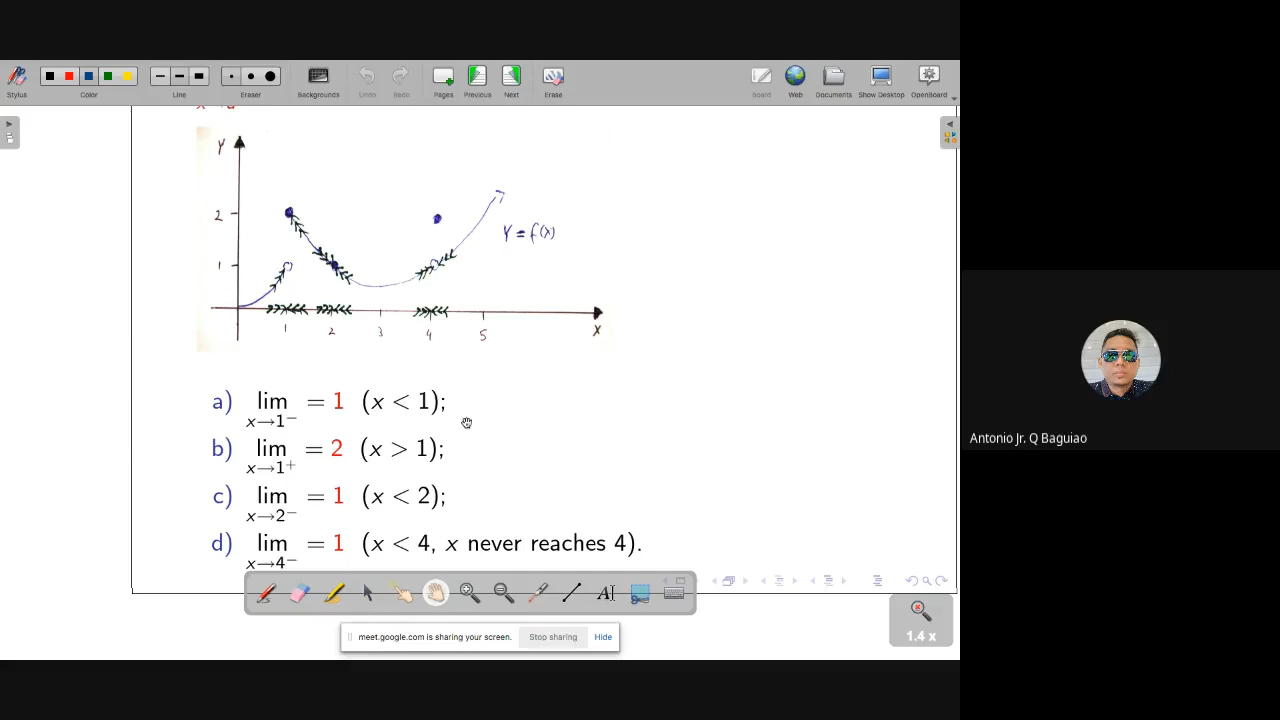 Stylus
Color
Line
Eraser
Backgrounds
Undo
Redo
Pages
Previous
Next
Erase
Board
Web
Documents
Show Desktop
OpenBoard
Y
2
1
Y = f(x)
1 2 3 4 5
X
a) lim x→1⁻ = 1 (x < 1);
b) lim x→1⁺ = 2 (x > 1);
c) lim x→2⁻ = 1 (x < 2);
d) lim x→4⁻ = 1 (x < 4, x never reaches 4).
meet.google.com is sharing your screen.
Stop sharing
Hide
1.4 x
Antonio Jr. Q Baguiao